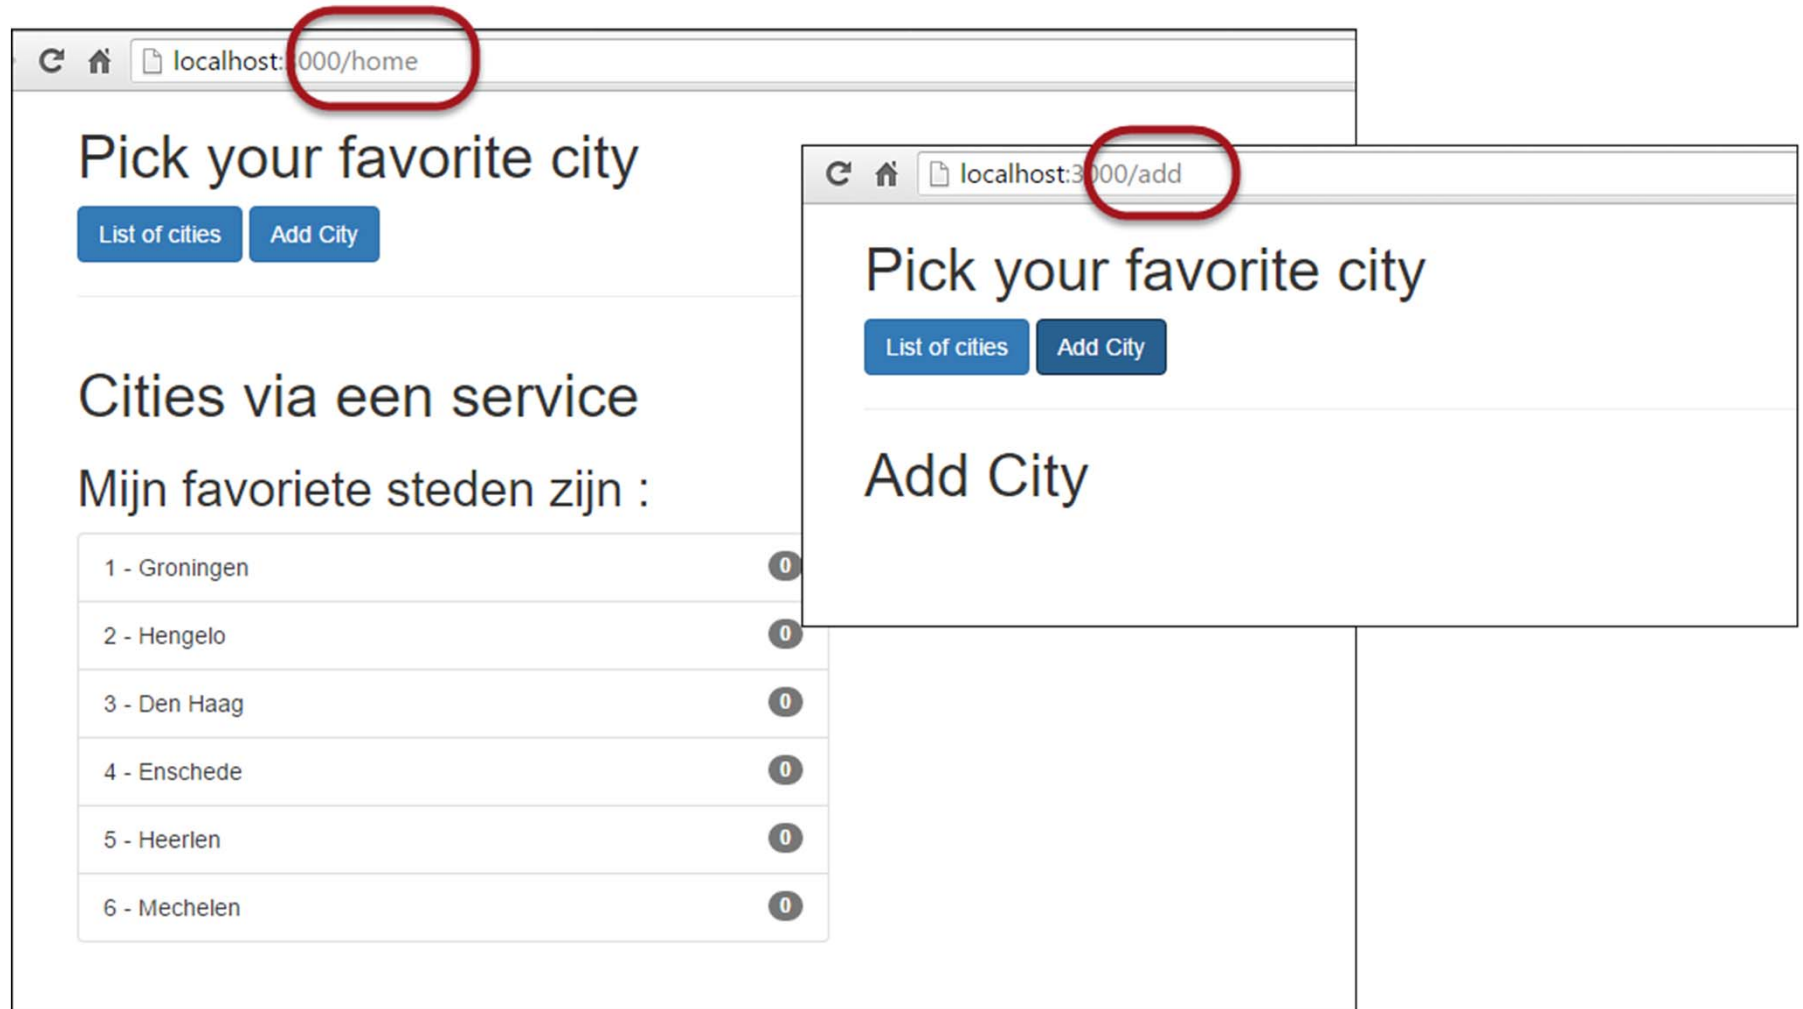 localhost:3000/home
Pick your favorite city
List of cities Add City
Cities via een service
Mijn favoriete steden zijn :
1 - Groningen 0
2 - Hengelo 0
3 - Den Haag 0
4 - Enschede 0
5 - Heerlen 0
6 - Mechelen 0
localhost:3000/add
Pick your favorite city
List of cities Add City
Add City